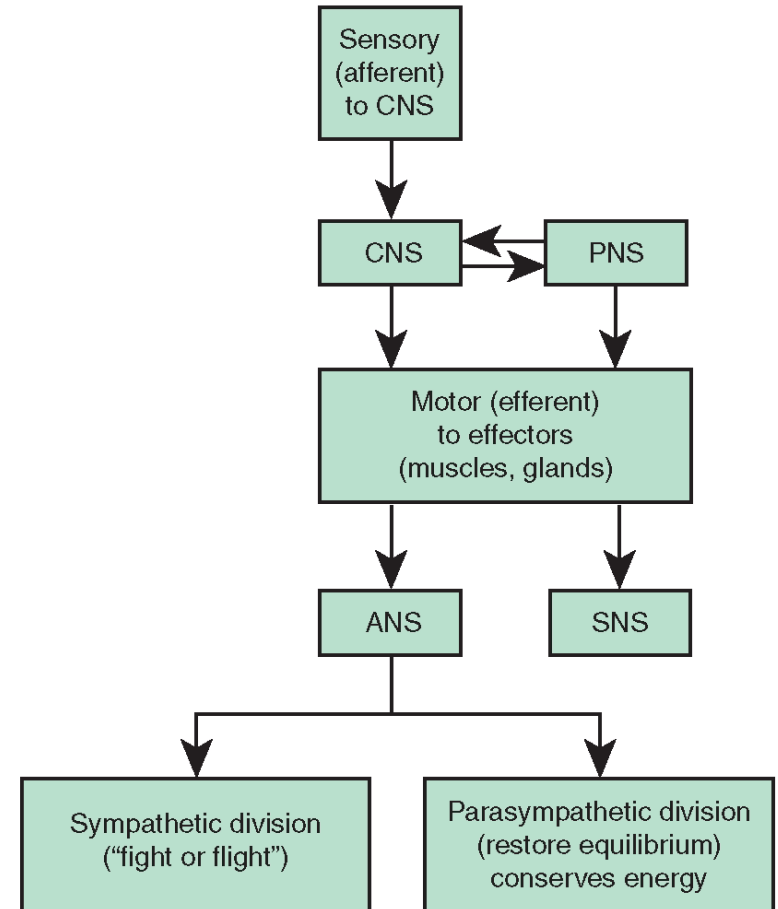 Sensory
(afferent)
to CNS
CNS
PNS
Motor (efferent)
to effectors
(muscles, glands)
ANS
SNS
Sympathetic division
(“fight or flight”)
Parasympathetic division
(restore equilibrium)
conserves energy